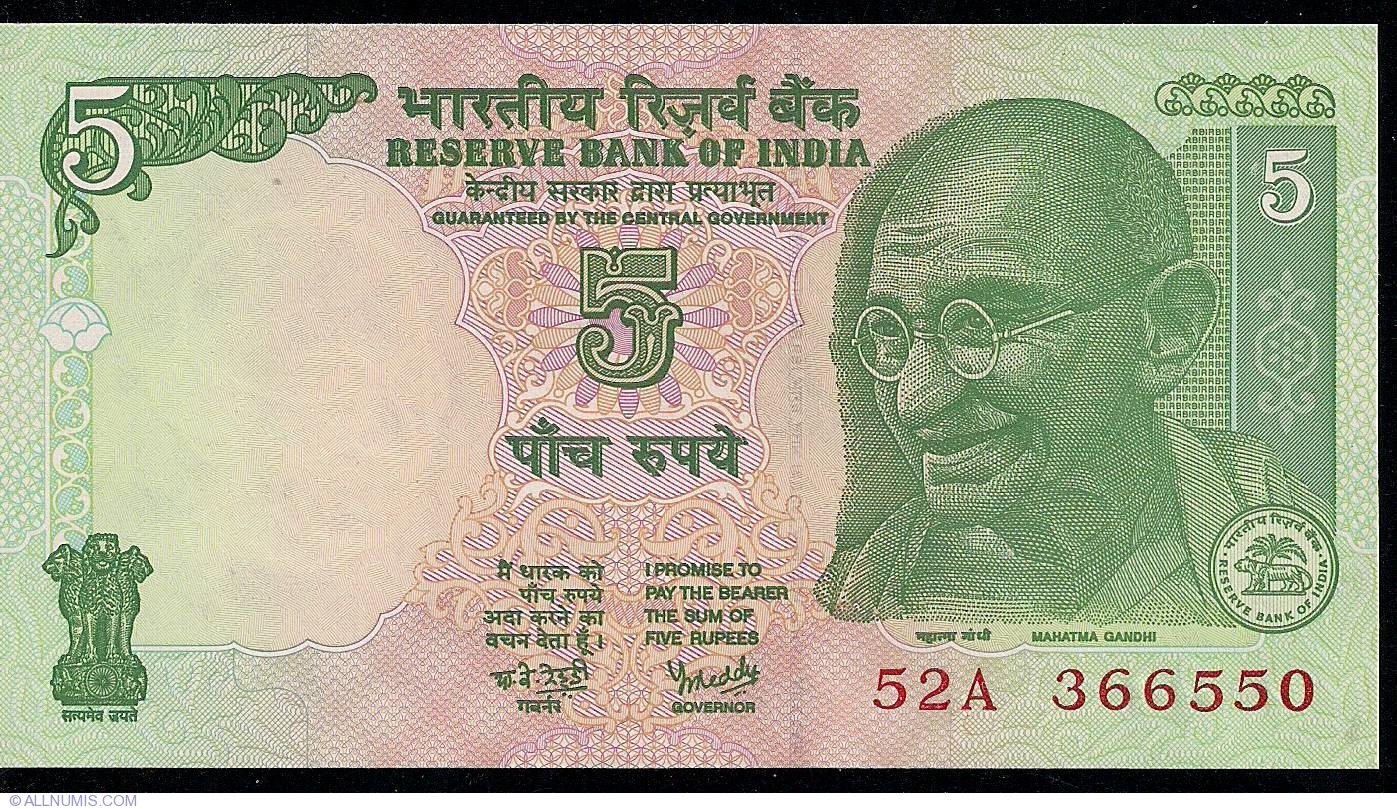 5
भारतीय रिज़र्व बैंक
RESERVE BANK OF INDIA
केन्द्रीय सरकार द्वारा प्रत्याभूत
GUARANTEED BY THE CENTRAL GOVERNMENT
5
5
पाँच रुपये
मैं धारक को
पाँच रुपये
अदा करने का
वचन देता हूँ।
I PROMISE TO
PAY THE BEARER
THE SUM OF
FIVE RUPEES
गवर्नर
GOVERNOR
सत्यमेव जयते
महात्मा गाँधी
MAHATMA GANDHI
भारतीय रिज़र्व बैंक
RESERVE BANK OF INDIA
52A 366550
© ALLNUMIS.COM